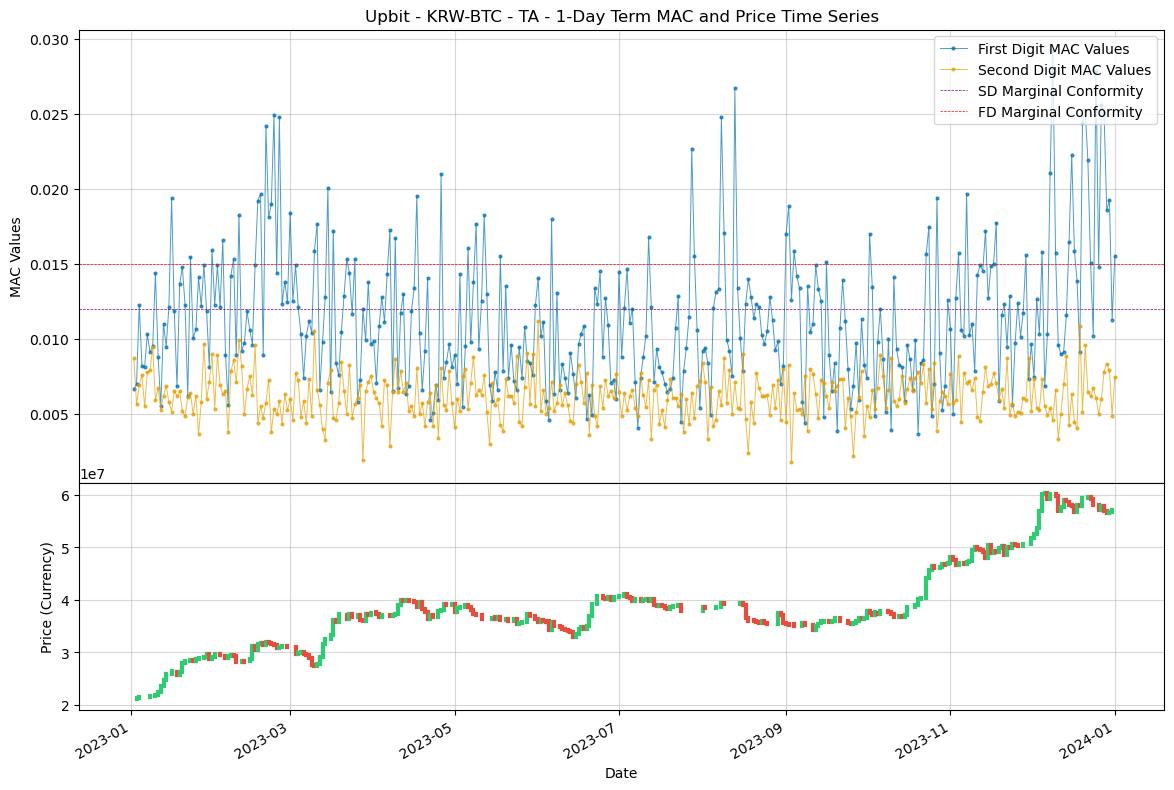 Upbit - KRW-BTC - TA - 1-Day Term MAC and Price Time Series
0.030
0.025
0.020
0.015
0.010
0.005
MAC Values
First Digit MAC Values
Second Digit MAC Values
SD Marginal Conformity
FD Marginal Conformity
1e7
6
5
4
3
2
Price (Currency)
2023-01
2023-03
2023-05
2023-07
2023-09
2023-11
2024-01
Date